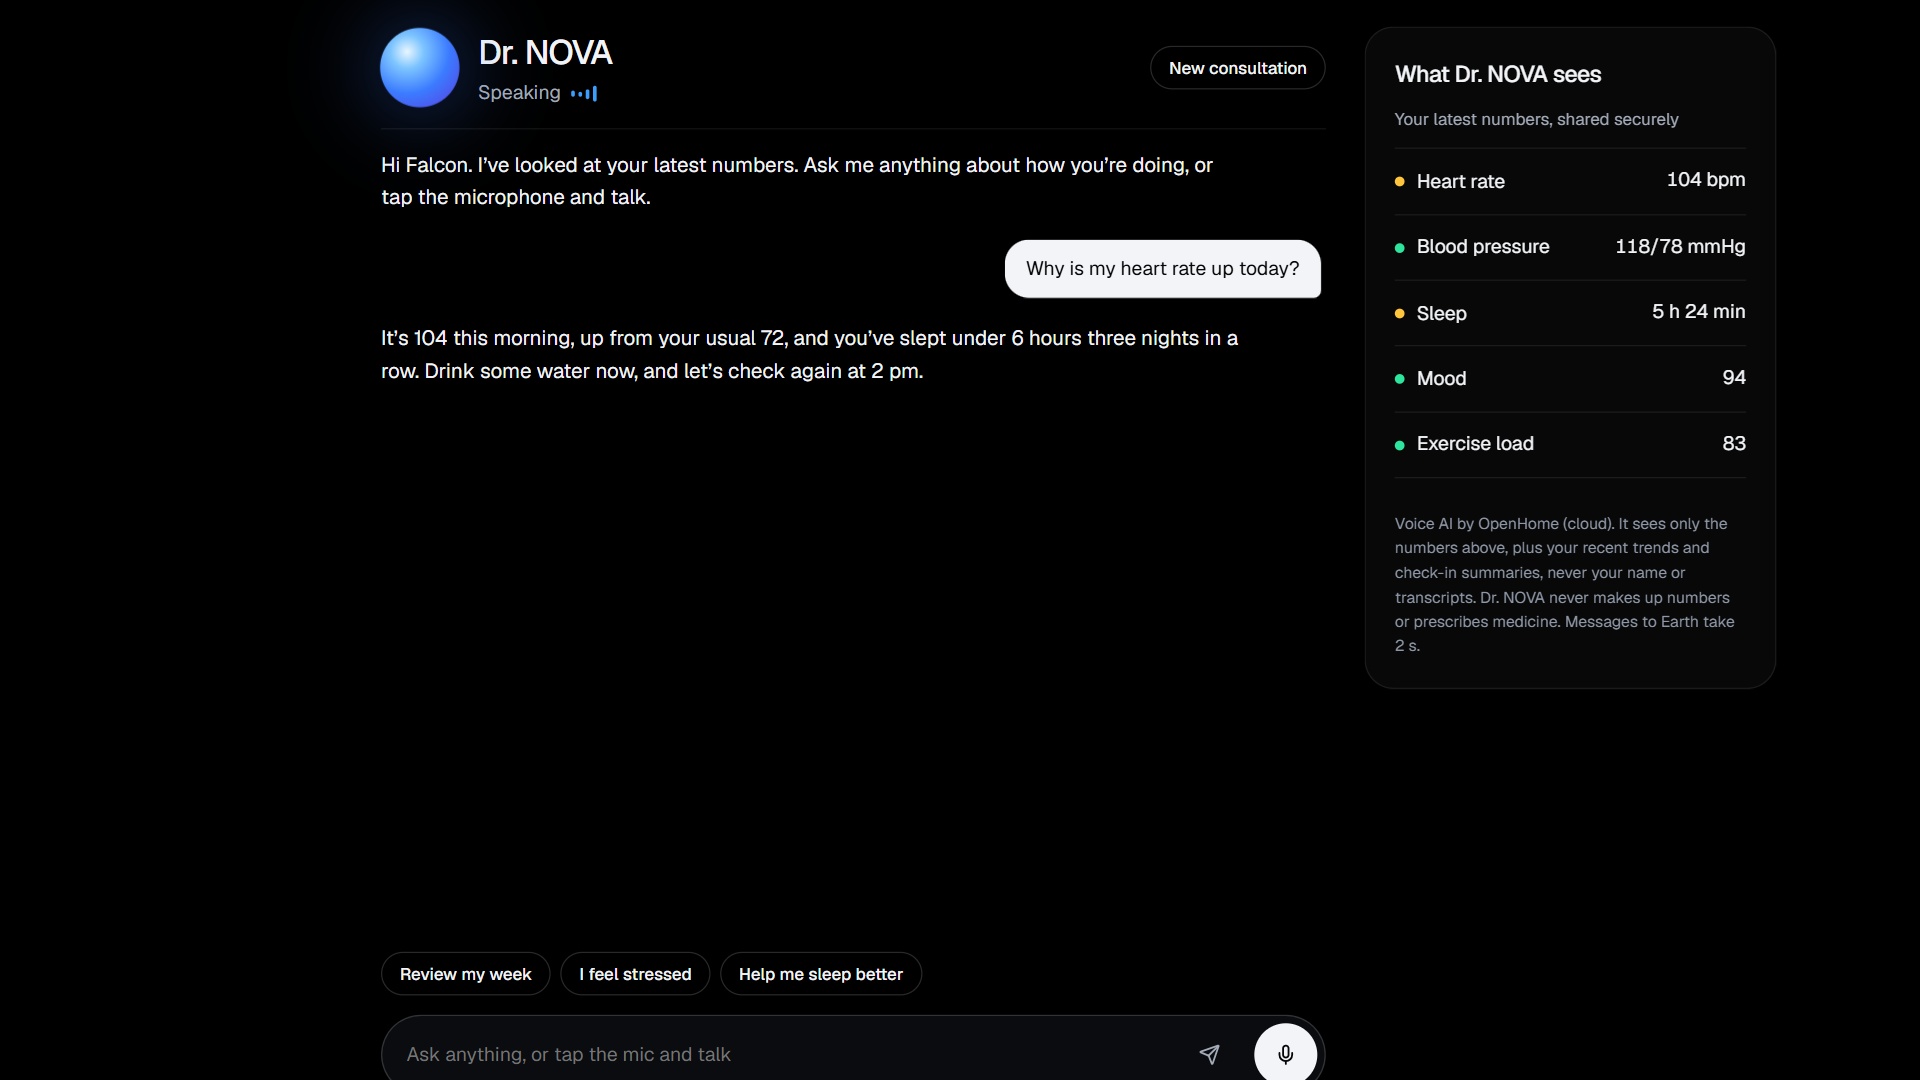 Dr. NOVA
Speaking
New consultation
Hi Falcon. I’ve looked at your latest numbers. Ask me anything about how you’re doing, or
tap the microphone and talk.
Why is my heart rate up today?
It’s 104 this morning, up from your usual 72, and you’ve slept under 6 hours three nights in a
row. Drink some water now, and let’s check again at 2 pm.
Review my week
I feel stressed
Help me sleep better
Ask anything, or tap the mic and talk
What Dr. NOVA sees
Your latest numbers, shared securely
Heart rate 104 bpm
Blood pressure 118/78 mmHg
Sleep 5 h 24 min
Mood 94
Exercise load 83
Voice AI by OpenHome (cloud). It sees only the
numbers above, plus your recent trends and
check-in summaries, never your name or
transcripts. Dr. NOVA never makes up numbers
or prescribes medicine. Messages to Earth take
2 s.